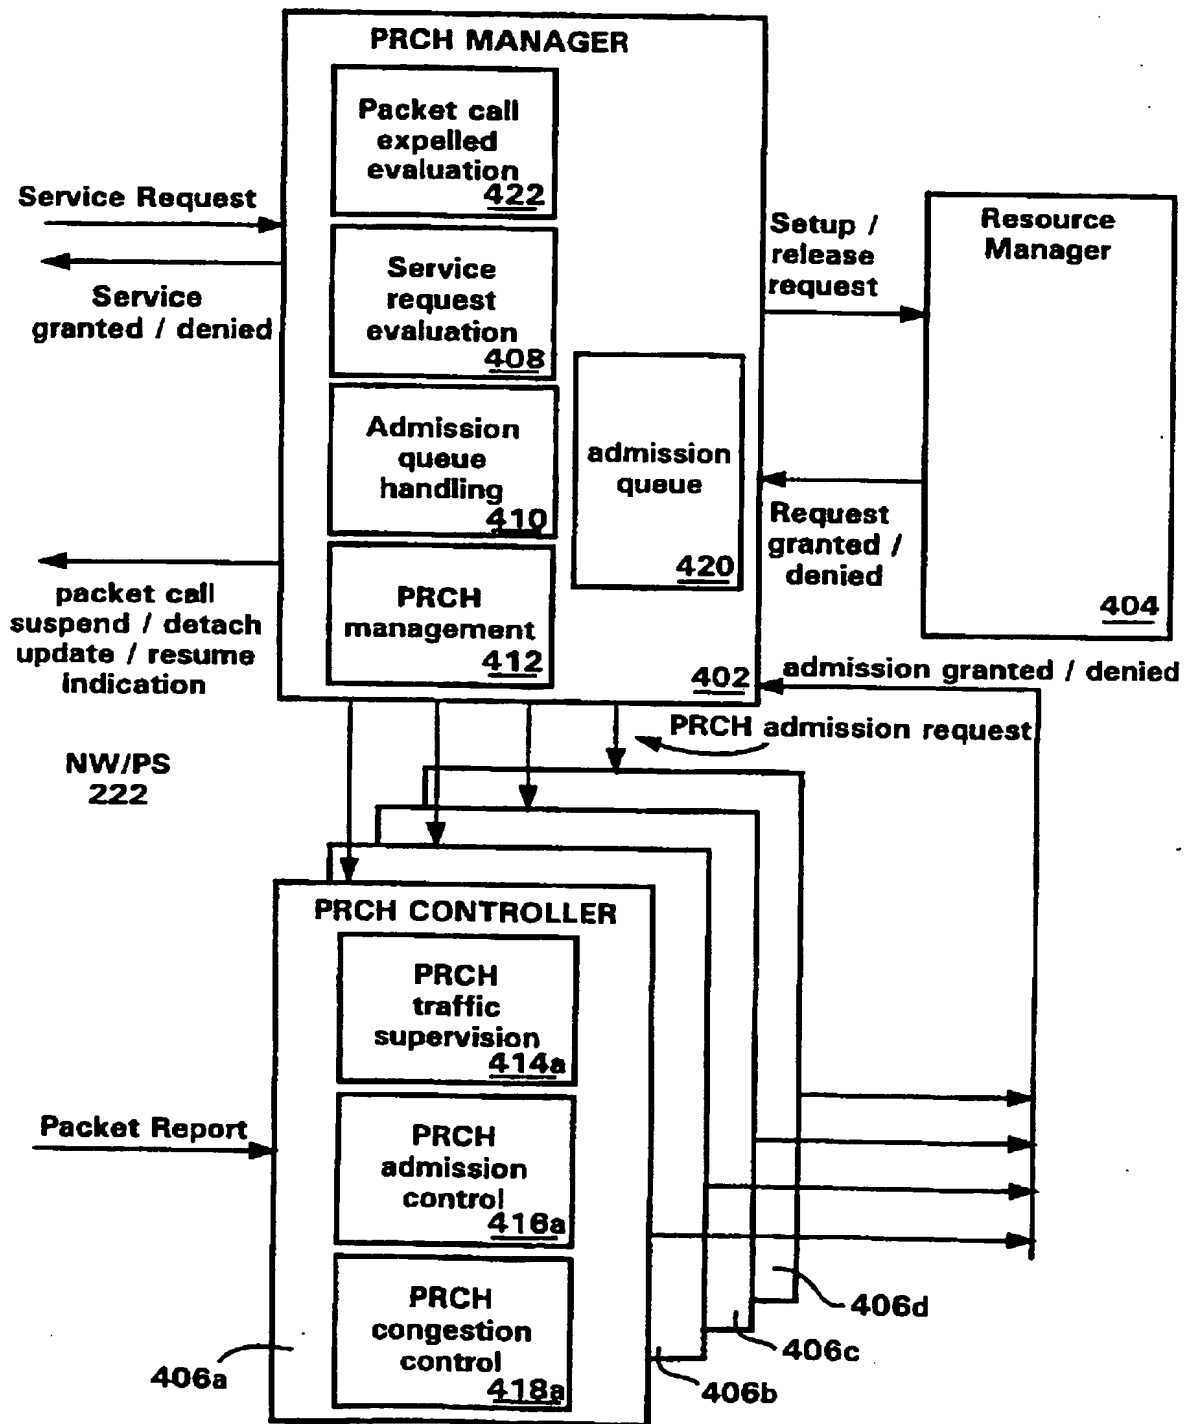 PRCH MANAGER
Packet call
expelled
evaluation
422
Service Request
Service
granted / denied
Service
request
evaluation
408
Setup /
release
request
Resource
Manager
Admission
queue
handling
410
admission
queue
420
Request
granted /
denied
404
packet call
suspend / detach
update / resume
indication
PRCH
management
412
402
admission granted / denied
PRCH admission request
NW/PS
222
PRCH CONTROLLER
PRCH
traffic
supervision
414a
Packet Report
PRCH
admission
control
416a
PRCH
congestion
control
418a
406a
406b
406c
406d